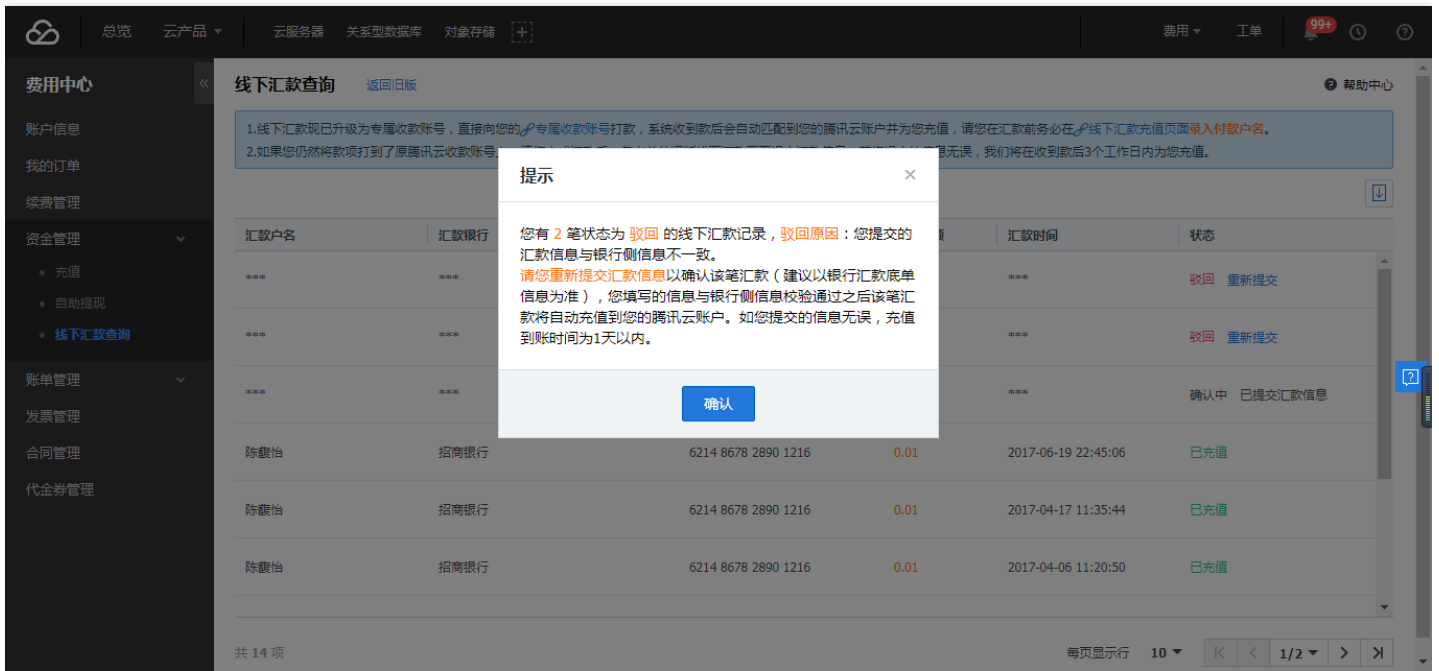 总览 云产品 云服务器 关系型数据库 对象存储 费用 工单 99+
费用中心
账户信息
我的订单
续费管理
资金管理
充值
自助提现
线下汇款查询
账单管理
发票管理
合同管理
代金券管理
线下汇款查询 返回旧版 帮助中心
1.线下汇款现已升级为专属收款账号，直接向您的专属收款账号打款，系统收到款后会自动匹配到您的腾讯云账户并为您充值，请您在汇款前务必在线下汇款充值页面录入付款户名。
2.如果您仍然将款项打到了原腾讯云收款账号 无误，我们将在收到款后3个工作日内为您充值。
提示
您有 2 笔状态为 驳回 的线下汇款记录，驳回原因：您提交的
汇款信息与银行侧信息不一致。
请您重新提交汇款信息以确认该笔汇款（建议以银行汇款底单
信息为准），您填写的信息与银行侧信息校验通过之后该笔汇
款将自动充值到您的腾讯云账户。如您提交的信息无误，充值
到账时间为1天以内。
确认
汇款户名 汇款银行 汇款时间 状态
*** *** *** 驳回 重新提交
*** *** *** 驳回 重新提交
*** *** *** 确认中 已提交汇款信息
陈馥怡 招商银行 6214 8678 2890 1216 0.01 2017-06-19 22:45:06 已充值
陈馥怡 招商银行 6214 8678 2890 1216 0.01 2017-04-17 11:35:44 已充值
陈馥怡 招商银行 6214 8678 2890 1216 0.01 2017-04-06 11:20:50 已充值
共 14 项 每页显示行 10 1/2